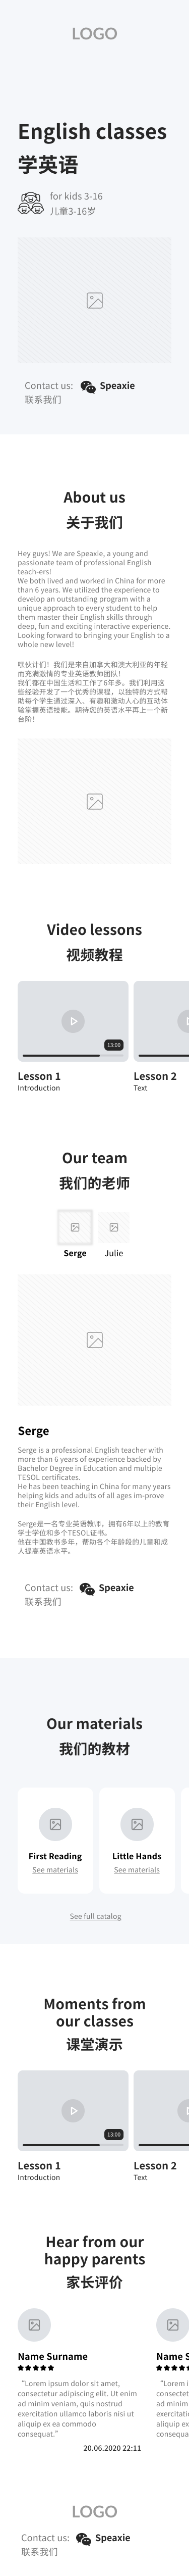 LOGO
English classes
学英语
for kids 3-16
儿童3-16岁
Contact us: Speaxie
联系我们
About us
关于我们
Hey guys! We are Speaxie, a young and
passionate team of professional English
teach-ers!
We both lived and worked in China for more
than 6 years. We utilized the experience to
develop an outstanding program with a
unique approach to every student to help
them master their English skills through
deep, fun and exciting interactive experience.
Looking forward to bringing your English to a
whole new level!
嘿伙计们！我们是来自加拿大和澳大利亚的年轻
而充满激情的专业英语教师团队！
我们都在中国生活和工作了6年多。我们利用这
些经验开发了一个优秀的课程，以独特的方式帮
助每个学生通过深入、有趣和激动人心的互动体
验掌握英语技能。期待您的英语水平再上一个新
台阶！
Video lessons
视频教程
13:00
Lesson 1
Introduction
Lesson 2
Text
Our team
我们的老师
Serge
Julie
Serge
Serge is a professional English teacher with
more than 6 years of experience backed by
Bachelor Degree in Education and multiple
TESOL certificates.
He has been teaching in China for many years
helping kids and adults of all ages im-prove
their English level.
Serge是一名专业英语教师，拥有6年以上的教育
学士学位和多个TESOL证书。
他在中国教书多年，帮助各个年龄段的儿童和成
人提高英语水平。
Contact us: Speaxie
联系我们
Our materials
我们的教材
First Reading
See materials
Little Hands
See materials
See full catalog
Moments from
our classes
课堂演示
13:00
Lesson 1
Introduction
Lesson 2
Text
Hear from our
happy parents
家长评价
Name Surname
“Lorem ipsum dolor sit amet,
consectetur adipiscing elit. Ut enim
ad minim veniam, quis nostrud
exercitation ullamco laboris nisi ut
aliquip ex ea commodo
consequat.”
20.06.2020 22:11
Name S
“Lorem i
consectet
ad minim
exercitati
aliquip ex
consequa
LOGO
Contact us: Speaxie
联系我们